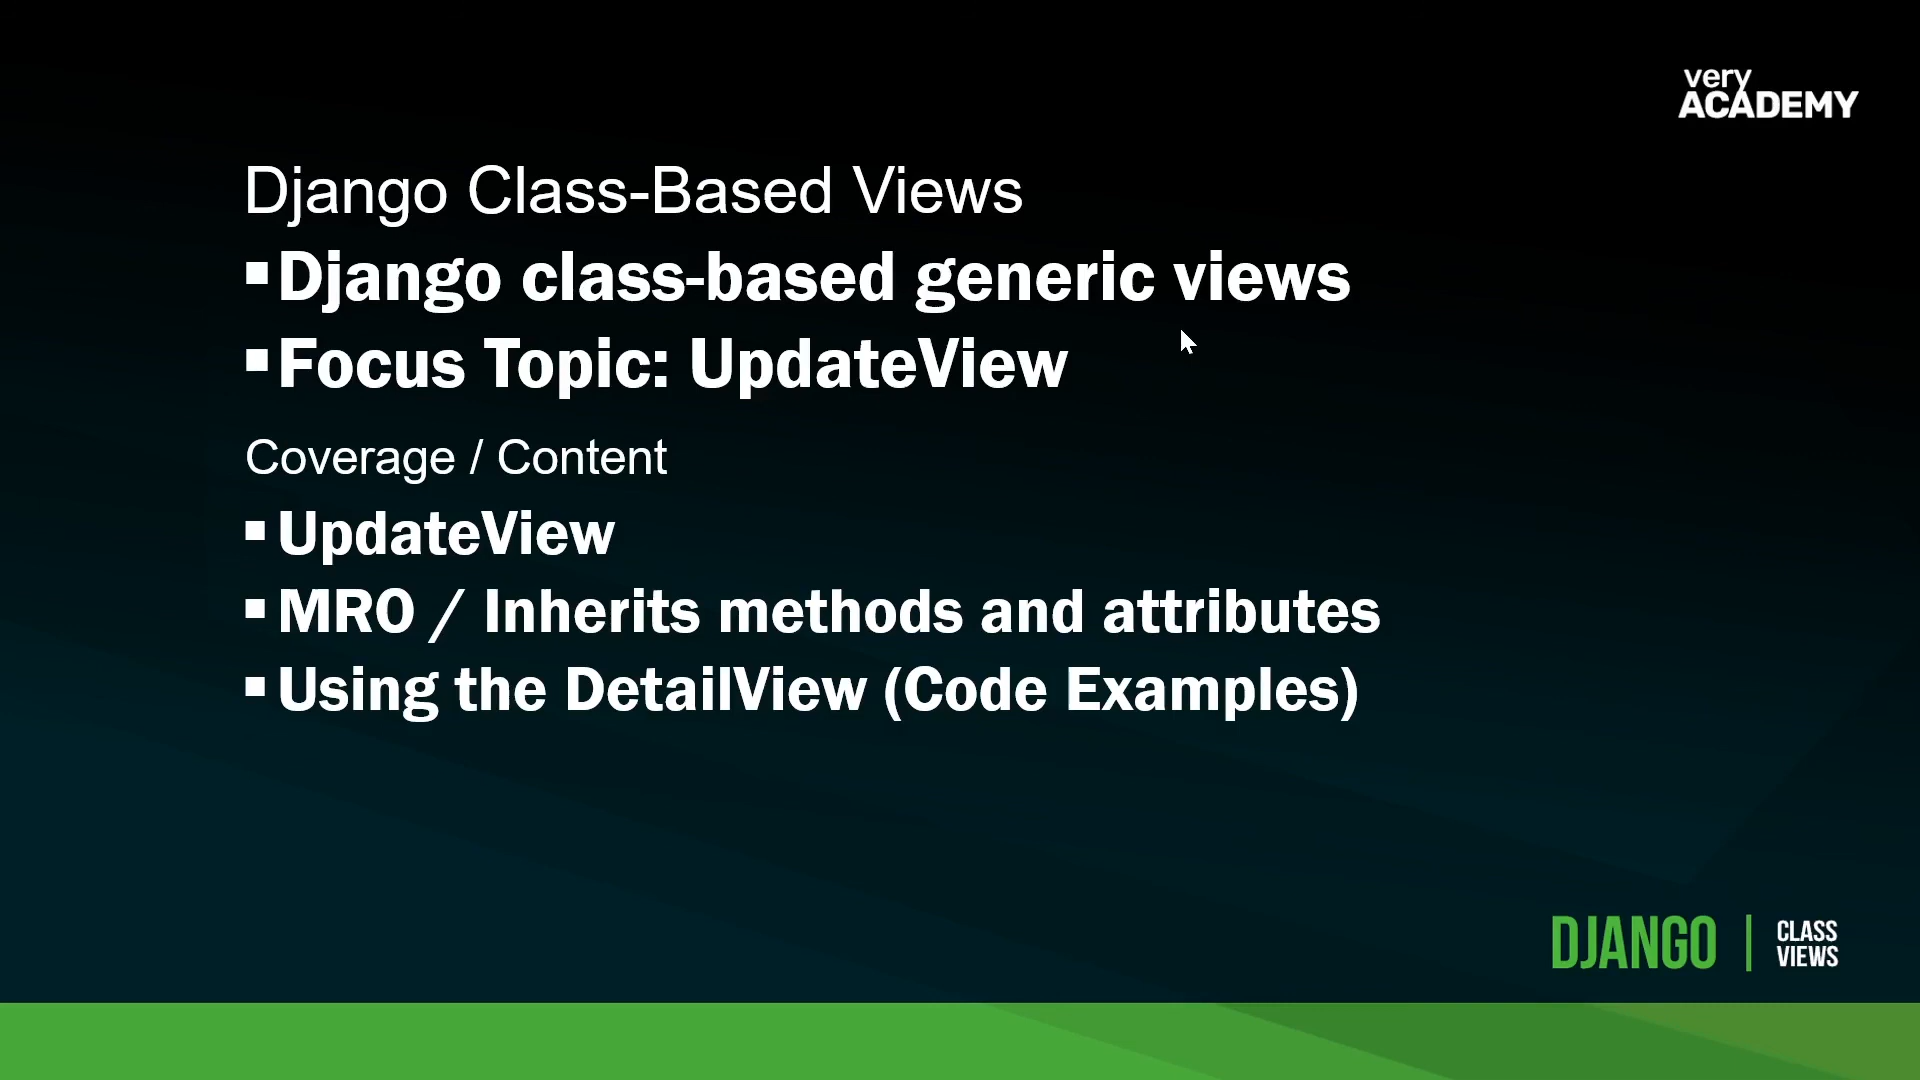 very
ACADEMY
Django Class-Based Views
▪Django class-based generic views
▪Focus Topic: UpdateView
Coverage / Content
▪UpdateView
▪MRO / Inherits methods and attributes
▪Using the DetailView (Code Examples)
DJANGO | CLASS
VIEWS